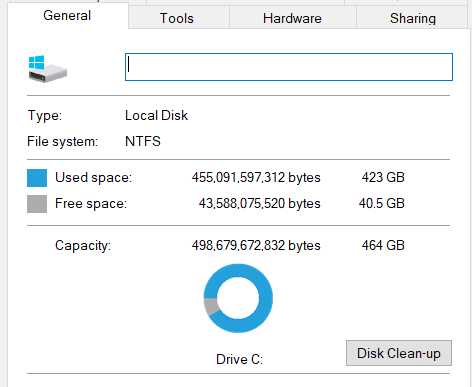 General Tools Hardware Sharing
Type: Local Disk
File system: NTFS
Used space: 455,091,597,312 bytes 423 GB
Free space: 43,588,075,520 bytes 40.5 GB
Capacity: 498,679,672,832 bytes 464 GB
Drive C: Disk Clean-up